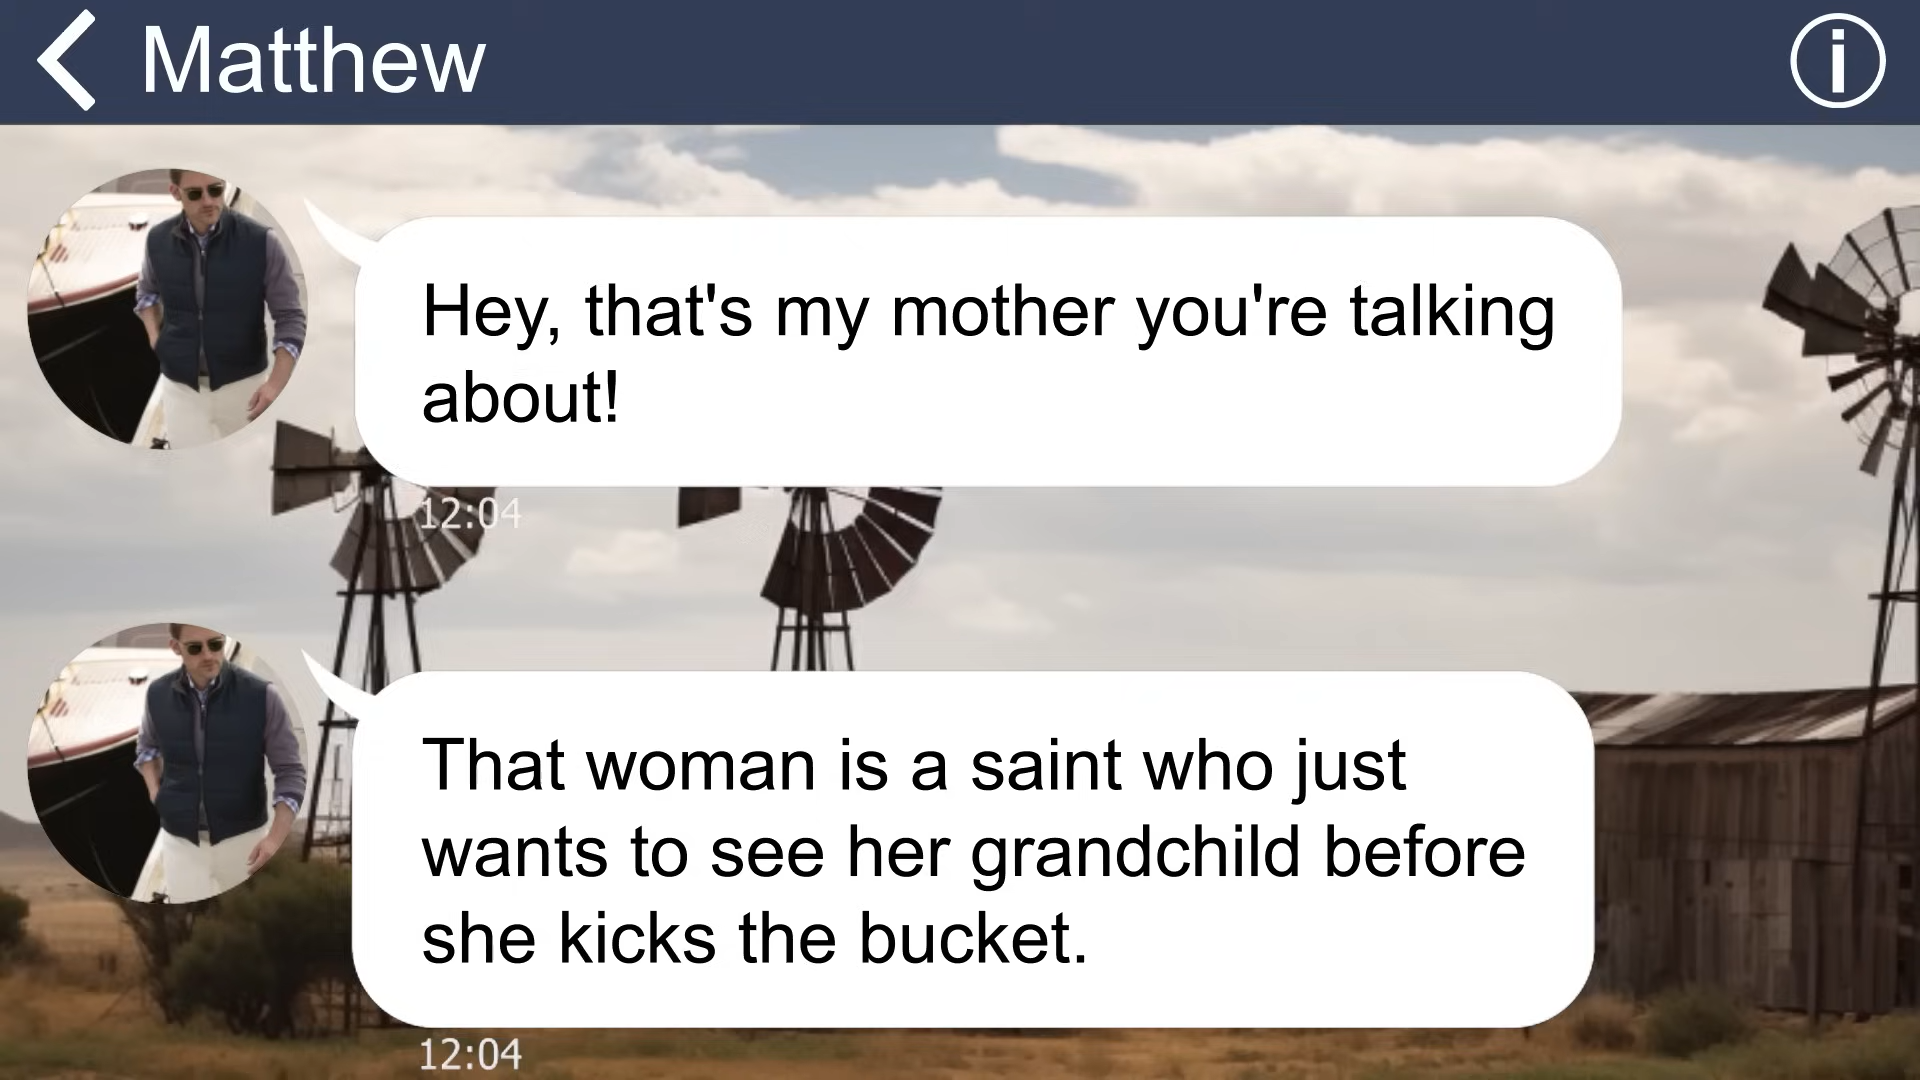 Matthew
Hey, that's my mother you're talking
about!
12:04
That woman is a saint who just
wants to see her grandchild before
she kicks the bucket.
12:04